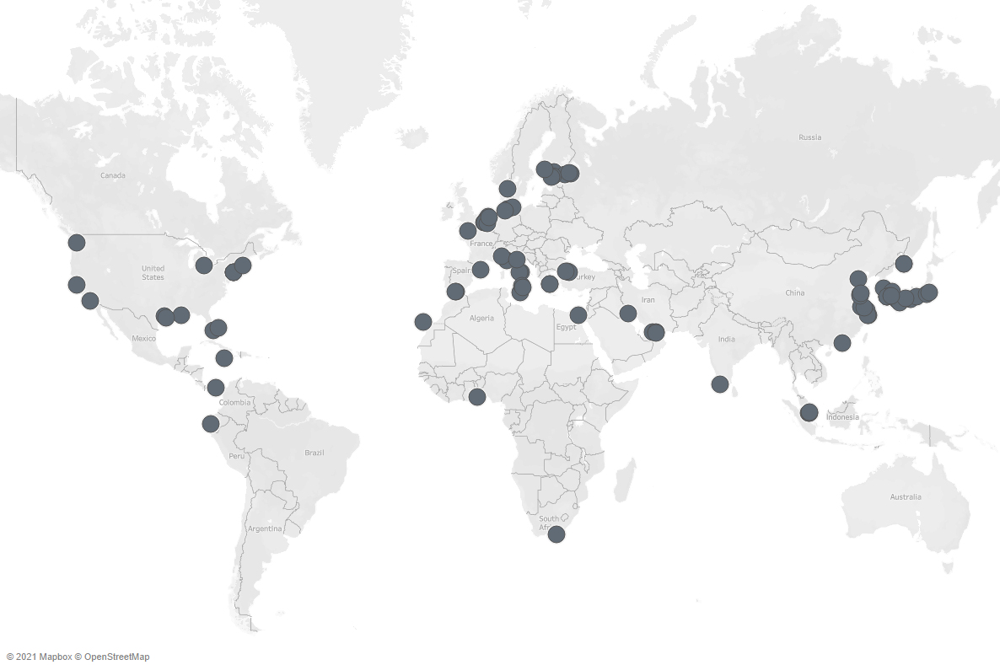 Russia
Canada
France
United
States
Spain
Turkey
China
Iran
Algeria
Egypt
Mexico
India
Colombia
Indonesia
Peru
Brazil
Australia
South
Afr
Argentina
© 2021 Mapbox © OpenStreetMap